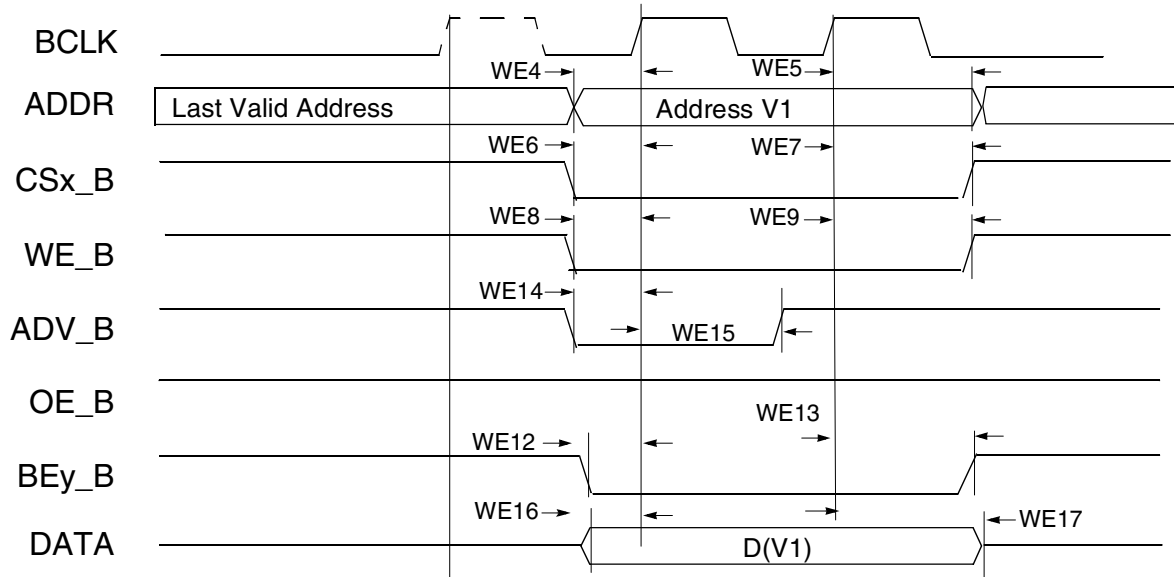 BCLK
WE4
WE5
ADDR
Last Valid Address
Address V1
WE6
WE7
CSx_B
WE8
WE9
WE_B
WE14
ADV_B
WE15
OE_B
WE13
WE12
BEy_B
WE16
WE17
DATA
D(V1)